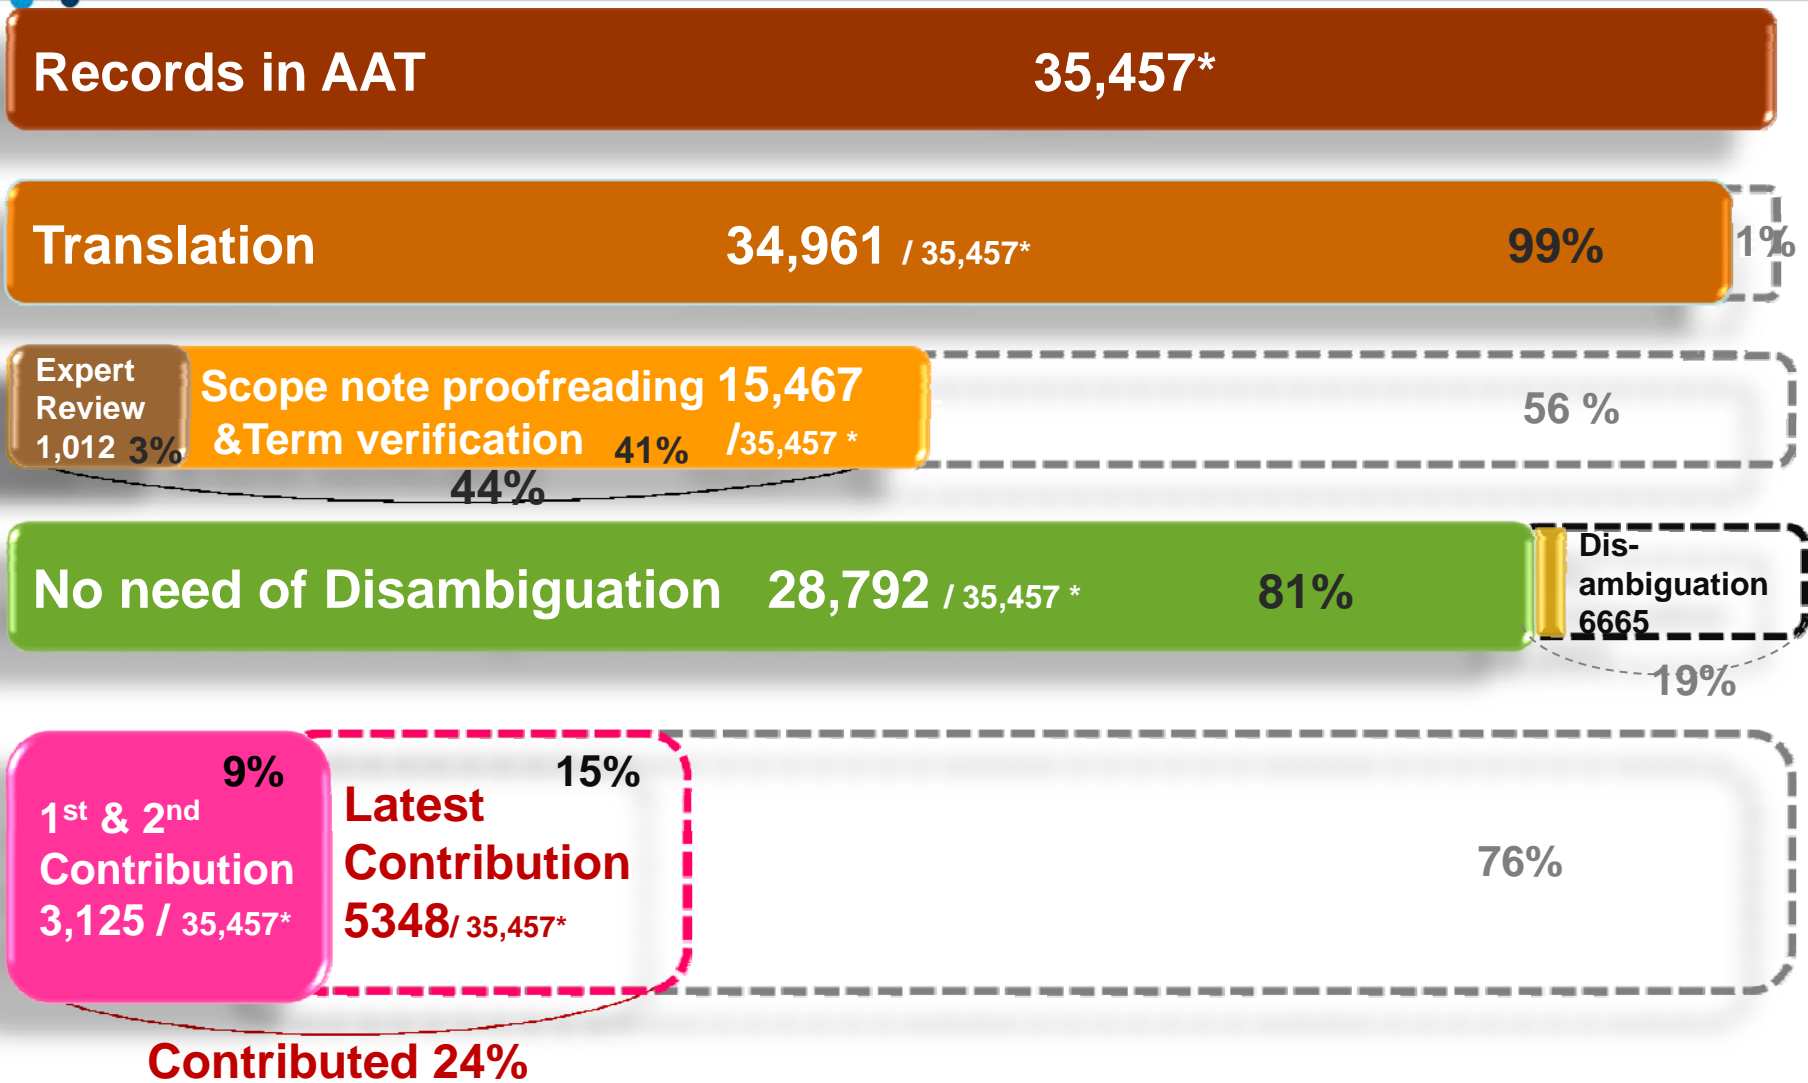 Records in AAT 35,457*
Translation 34,961 / 35,457* 99% 1%
Expert
Review
1,012 3%
Scope note proofreading 15,467
&Term verification 41% /35,457 *
56 %
44%
No need of Disambiguation 28,792 / 35,457 * 81%
Dis-
ambiguation
6665
19%
9%
1st & 2nd
Contribution
3,125 / 35,457*
15%
Latest
Contribution
5348/ 35,457*
76%
Contributed 24%